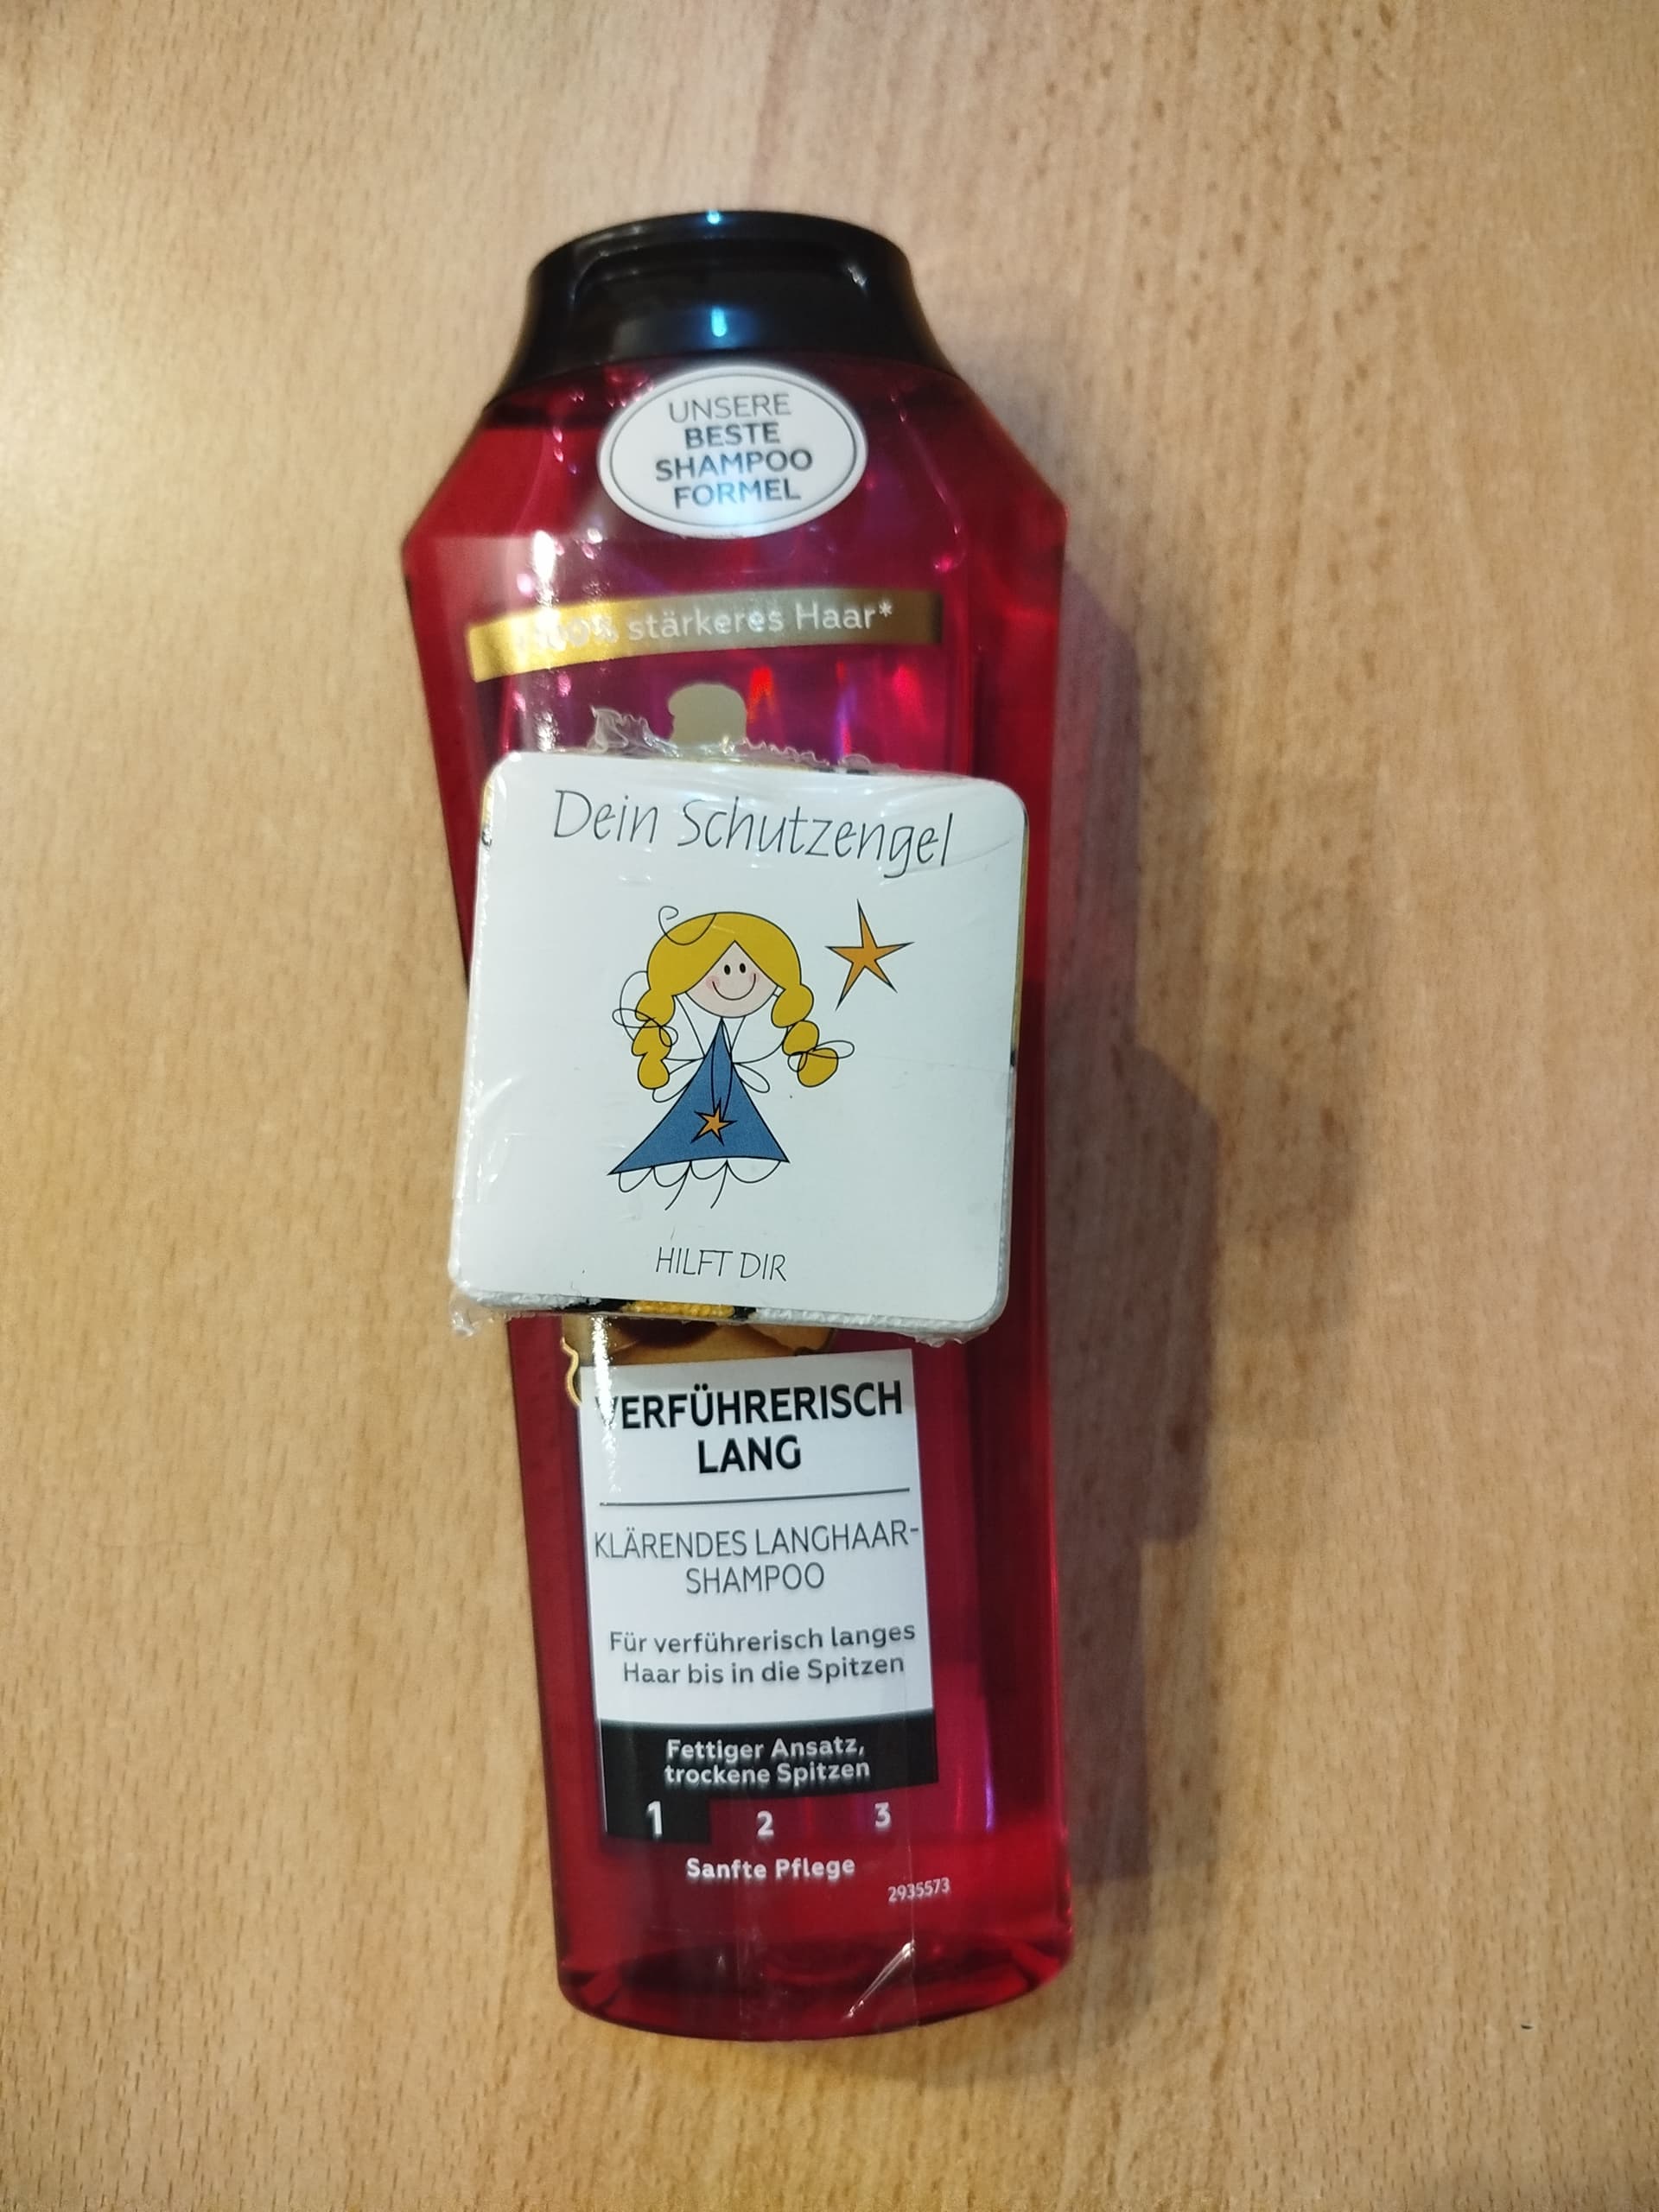 UNSERE
BESTE
SHAMPOO
FORMEL
100% stärkeres Haar*
Dein Schutzengel
HILFT DIR
VERFÜHRERISCH
LANG
KLÄRENDES LANGHAAR-
SHAMPOO
Für verführerisch langes
Haar bis in die Spitzen
Fettiger Ansatz,
trockene Spitzen
1 2 3
Sanfte Pflege
2935573